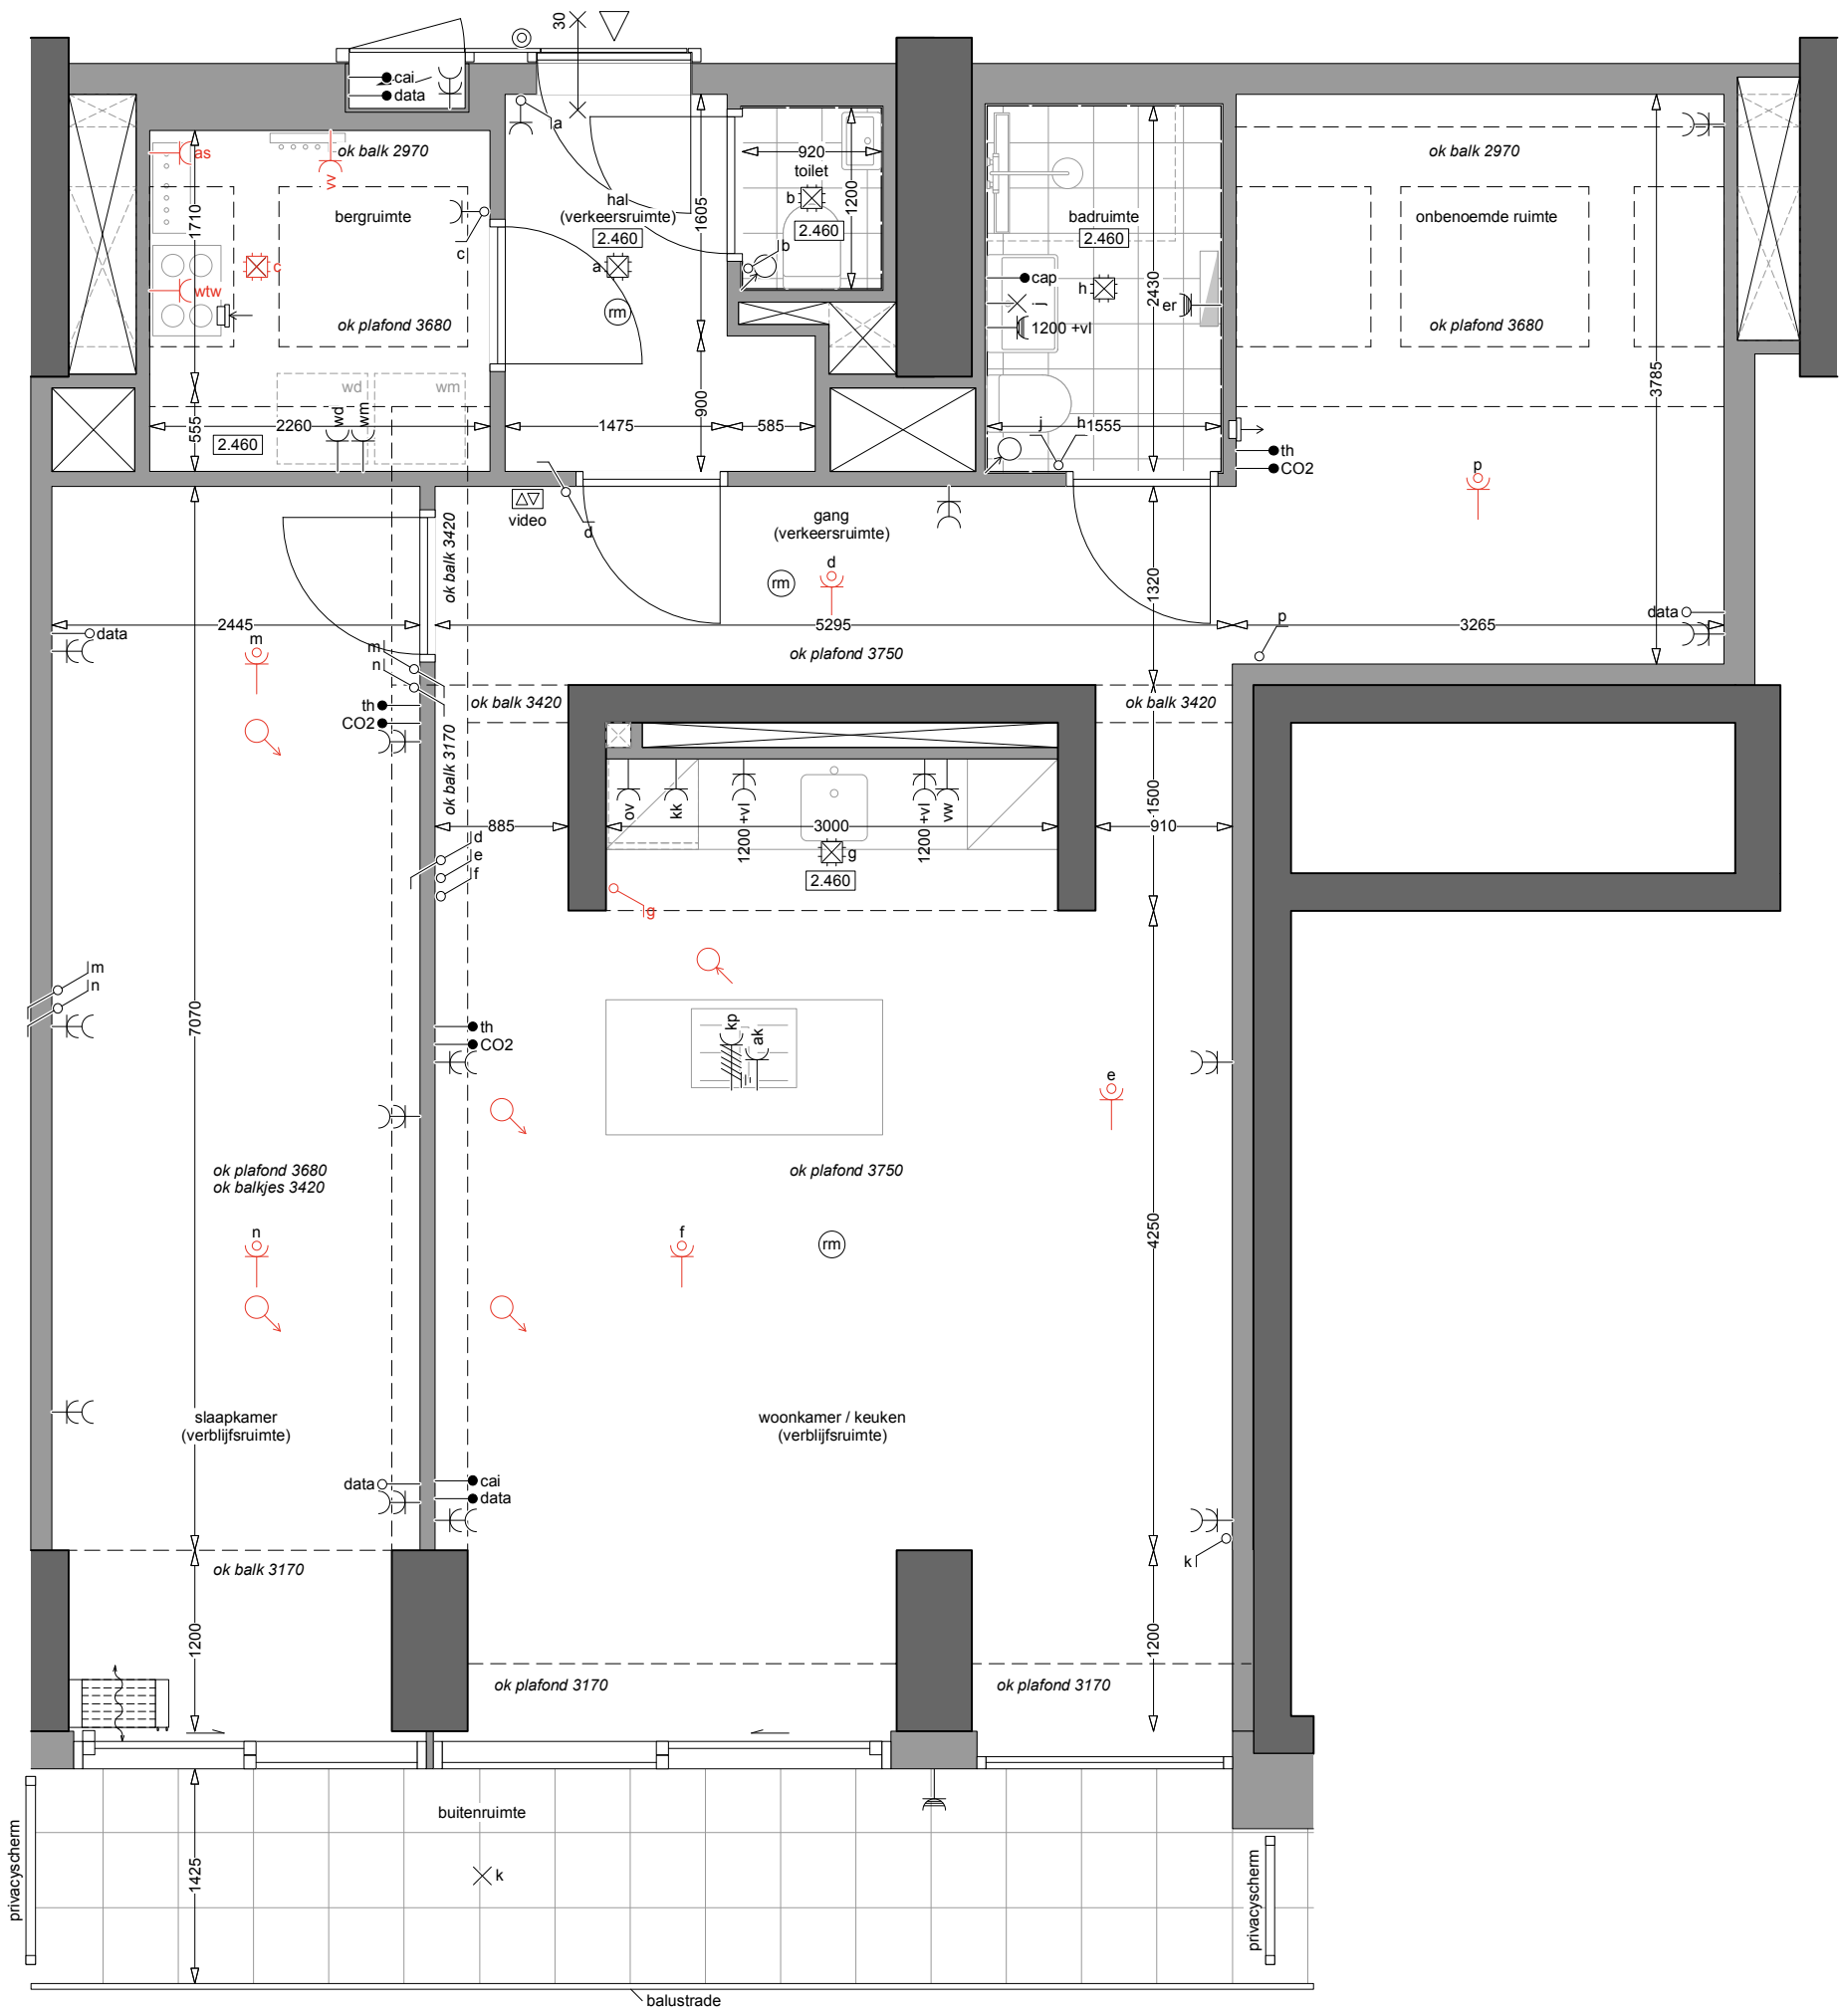 30
cai
data
a
as
vv
ok balk 2970
1710
bergruimte
c
c
wtw
ok plafond 3680
wd
wm
wd
wm
555
2260
2.460
hal
(verkeersruimte)
2.460
a
rm
1605
900
1475
585
920
toilet
b
1200
2.460
b
badruimte
2.460
2430
cap
h
j
er
1200 +vl
j
h
1555
ok balk 2970
onbenoemde ruimte
ok plafond 3680
3785
th
CO2
p
video
d
ok balk 3420
gang
(verkeersruimte)
d
rm
1320
2445
data
m
5295
p
3265
data
ok plafond 3750
m
n
th
CO2
ok balk 3420
ok balk 3420
ok balk 3170
885
ov
kk
1200 +vl
3000
1200 +vl
vw
g
2.460
1500
910
d
e
f
g
m
n
7070
th
CO2
kp
ak
e
ok plafond 3680
ok balkjes 3420
ok plafond 3750
4250
n
f
rm
slaapkamer
(verblijfsruimte)
woonkamer / keuken
(verblijfsruimte)
data
cai
data
k
ok balk 3170
1200
1200
ok plafond 3170
ok plafond 3170
buitenruimte
privacyscherm
1425
k
privacyscherm
balustrade